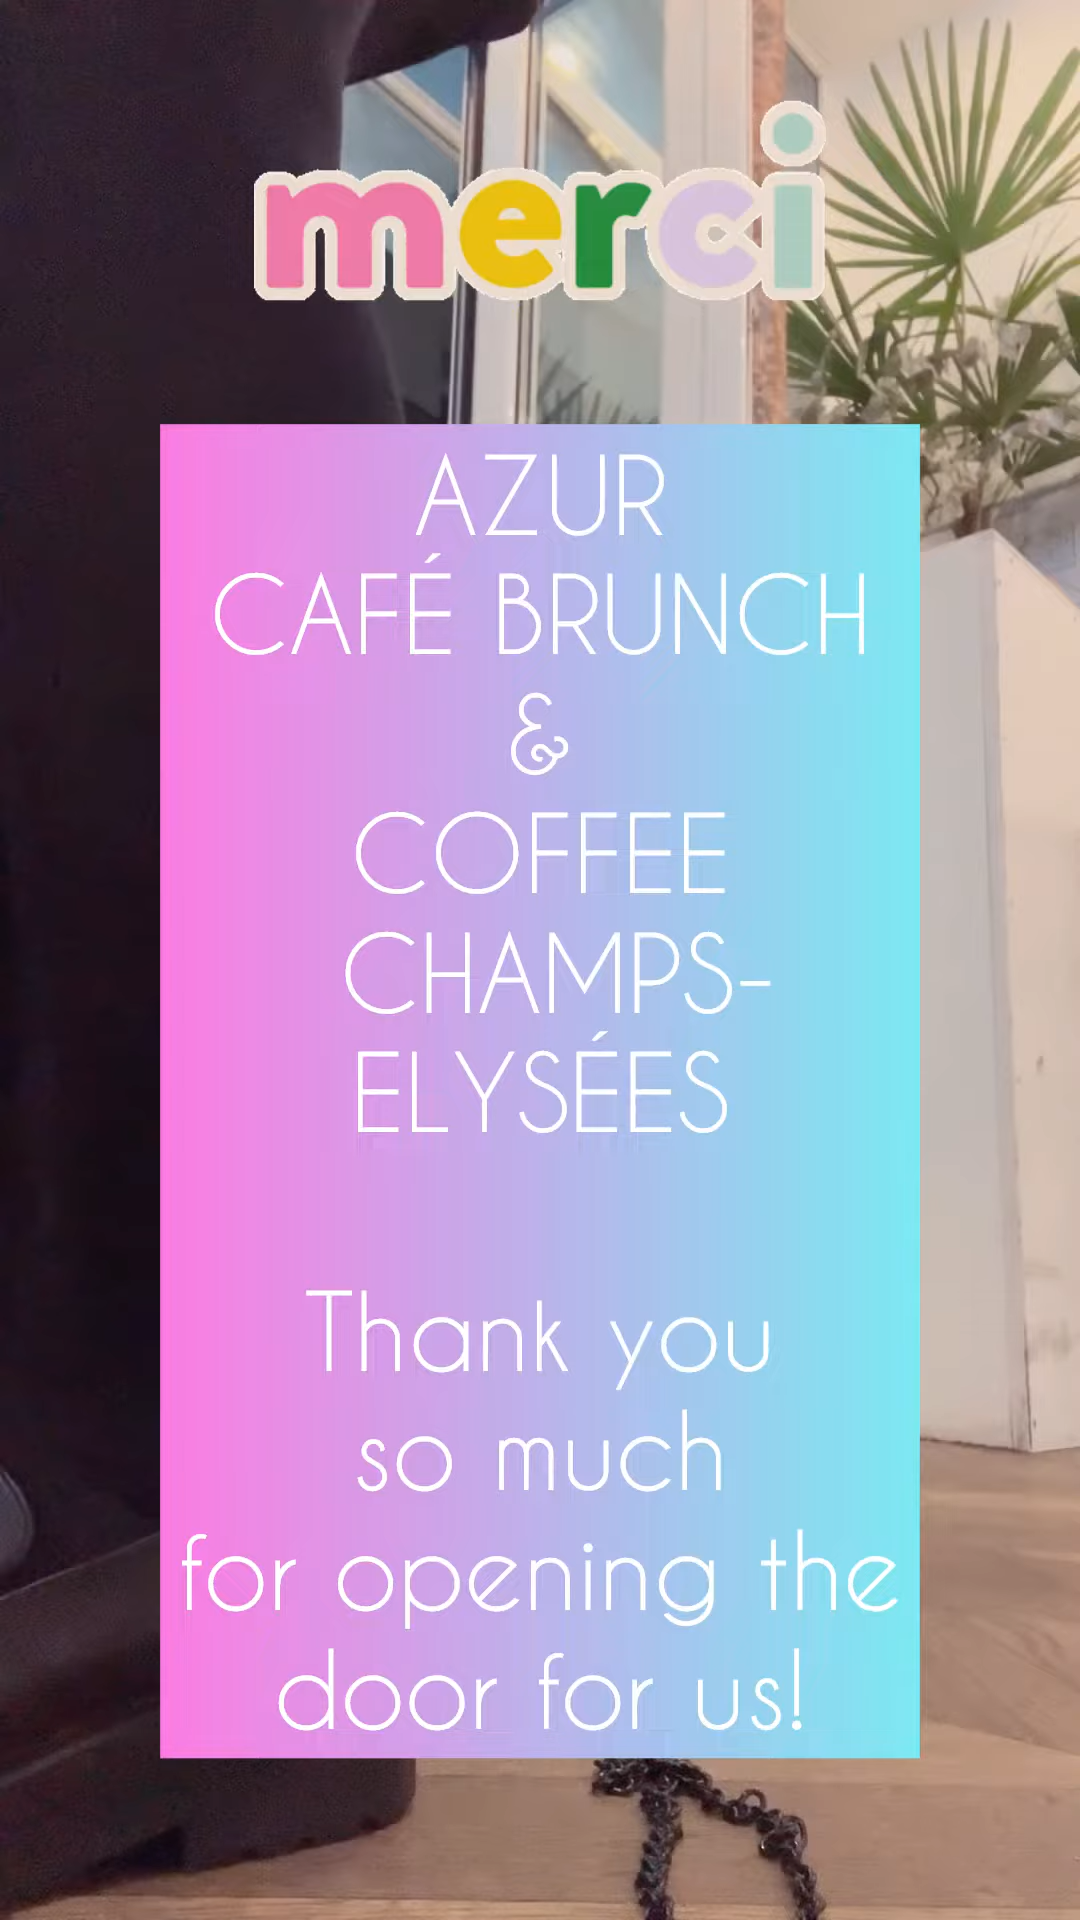 merci
AZUR
CAFÉ BRUNCH
&
COFFEE
CHAMPS-
ELYSÉES
Thank you
so much
for opening the
door for us!